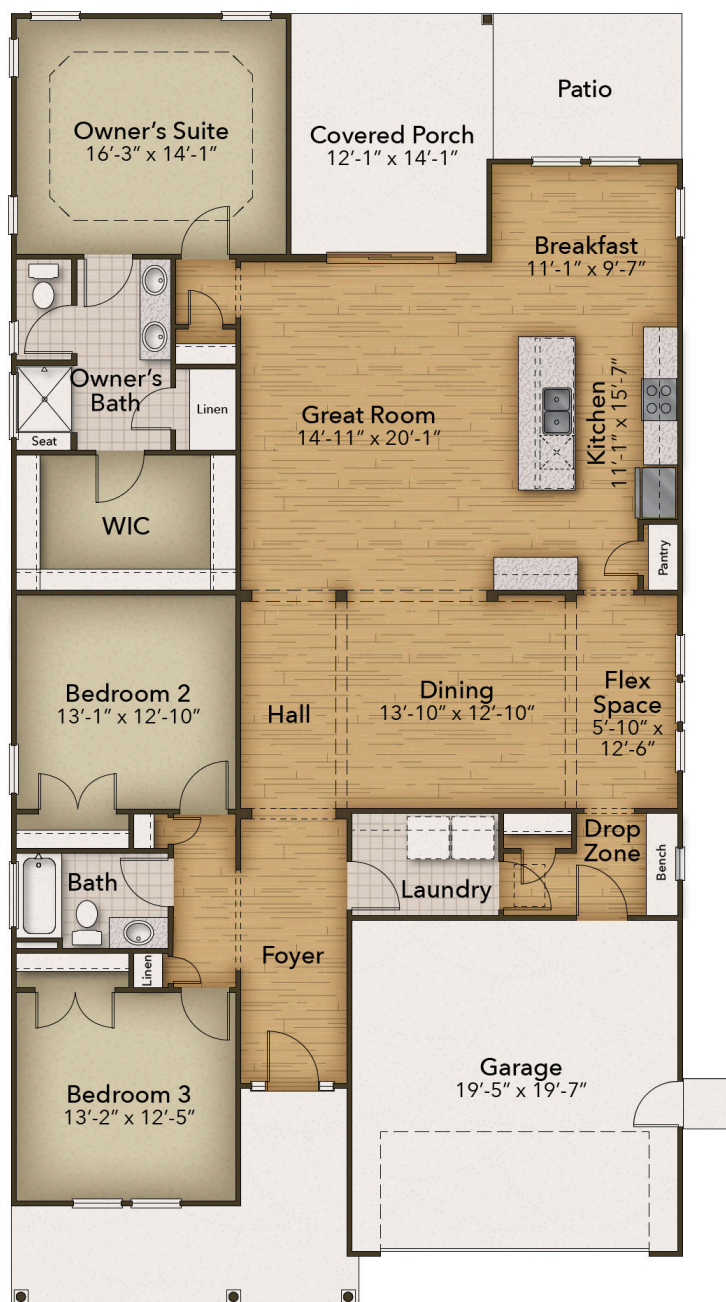 Owner's Suite
16'-3" x 14'-1"
Covered Porch
12'-1" x 14'-1"
Patio
Breakfast
11'-1" x 9'-7"
Owner's
Bath
Linen
Seat
Great Room
14'-11" x 20'-1"
Kitchen
11'-1" x 15'-7"
WIC
Pantry
Bedroom 2
13'-1" x 12'-10"
Hall
Dining
13'-10" x 12'-10"
Flex
Space
5'-10" x
12'-6"
Drop
Zone
Bench
Bath
Laundry
Linen
Foyer
Bedroom 3
13'-2" x 12'-5"
Garage
19'-5" x 19'-7"